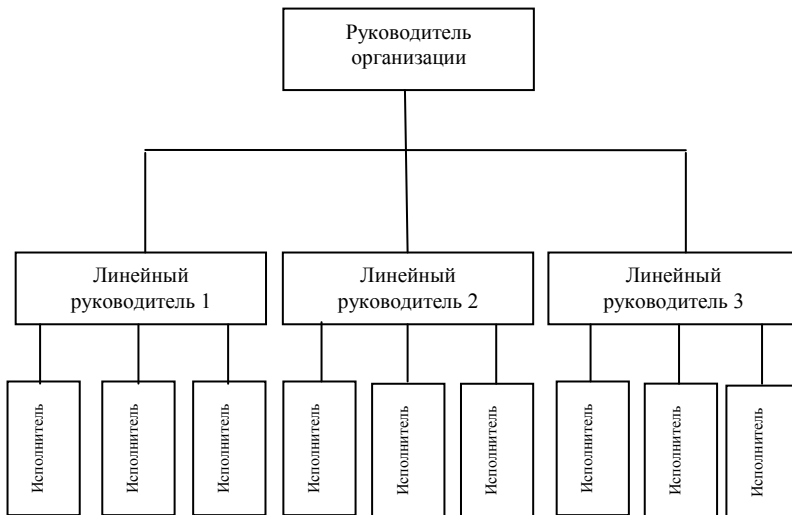 Руководитель
организации
Линейный
руководитель 1
Линейный
руководитель 2
Линейный
руководитель 3
Исполнитель
Исполнитель
Исполнитель
Исполнитель
Исполнитель
Исполнитель
Исполнитель
Исполнитель
Исполнитель